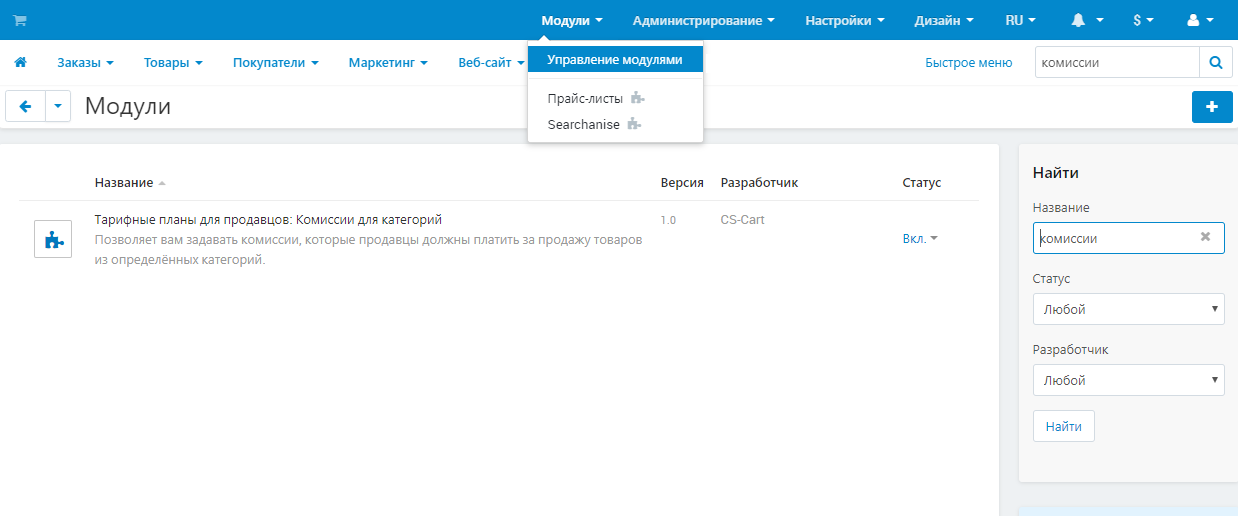 Модули Администрирование Настройки Дизайн RU $
Управление модулями
Заказы Товары Покупатели Маркетинг Веб-сайт Быстрое меню комиссии
Прайс-листы
Searchanise
Модули
Название Версия Разработчик Статус
Тарифные планы для продавцов: Комиссии для категорий 1.0 CS-Cart Вкл.
Позволяет вам задавать комиссии, которые продавцы должны платить за продажу товаров
из определённых категорий.
Найти
Название
комиссии
Статус
Любой
Разработчик
Любой
Найти